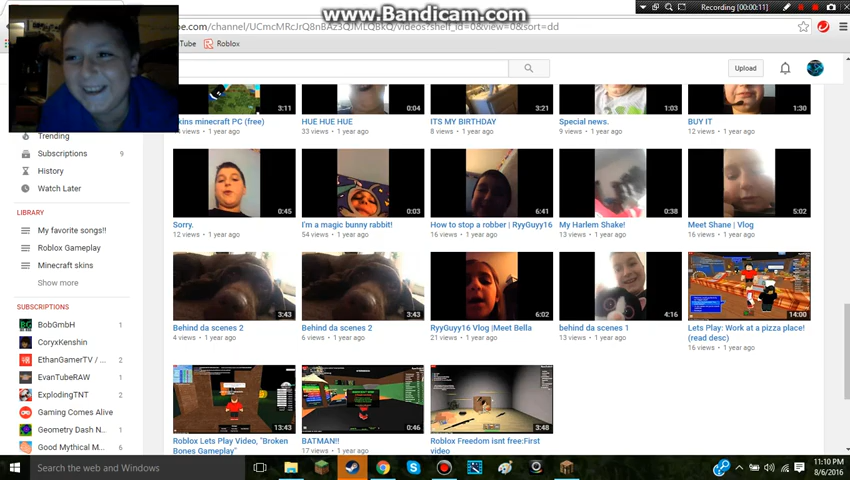 www.Bandicam.com
Recording [00:00:11]
be.com/channel/UCmcMRcJrQ8nBAz3QJMLQBkQ/videos?shelf_id=0&view=0&sort=dd
Tube Roblox
Upload
Trending
Subscriptions 9
History
Watch Later
LIBRARY
My favorite songs!!
Roblox Gameplay
Minecraft skins
Show more
SUBSCRIPTIONS
BobGmbH 1
CoryxKenshin
EthanGamerTV / ... 2
EvanTubeRAW 1
ExplodingTNT 2
Gaming Comes Alive
Geometry Dash N...
Good Mythical M... 6
3:11 0:04 3:21 1:03 1:30
kins minecraft PC (free) HUE HUE HUE ITS MY BIRTHDAY Special news. BUY IT
views • 1 year ago 33 views • 1 year ago 8 views • 1 year ago 9 views • 1 year ago 12 views • 1 year ago
0:45 0:03 6:41 0:38 5:02
Sorry. I'm a magic bunny rabbit! How to stop a robber | RyyGuyy16 My Harlem Shake! Meet Shane | Vlog
12 views • 1 year ago 54 views • 1 year ago 16 views • 1 year ago 13 views • 1 year ago 16 views • 1 year ago
3:43 3:43 6:02 4:16 14:00
Behind da scenes 2 Behind da scenes 2 RyyGuyy16 Vlog |Meet Bella behind da scenes 1 Lets Play: Work at a pizza place!
(read desc)
4 views • 1 year ago 6 views • 1 year ago 21 views • 1 year ago 13 views • 1 year ago
16 views • 1 year ago
13:43 0:46 3:48
Roblox Lets Play Video, "Broken BATMAN!! Roblox Freedom isnt free:First
Bones Gameplay" 17 views • 1 year ago video
Search the web and Windows
11:10 PM
8/6/2016